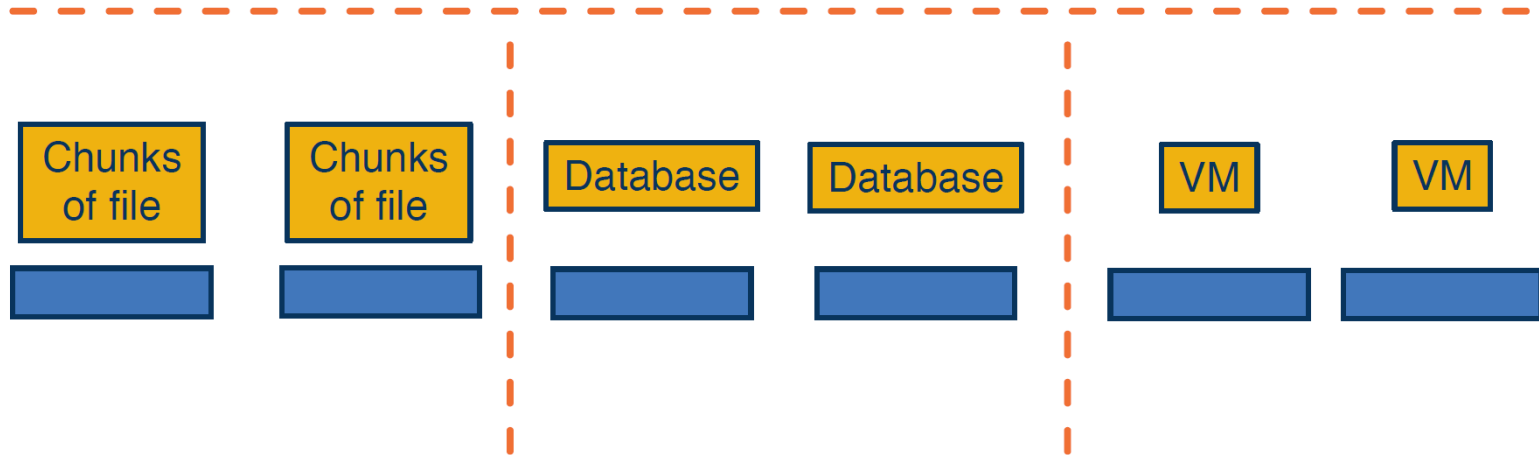 Chunks
of file
Chunks
of file
Database
Database
VM
VM